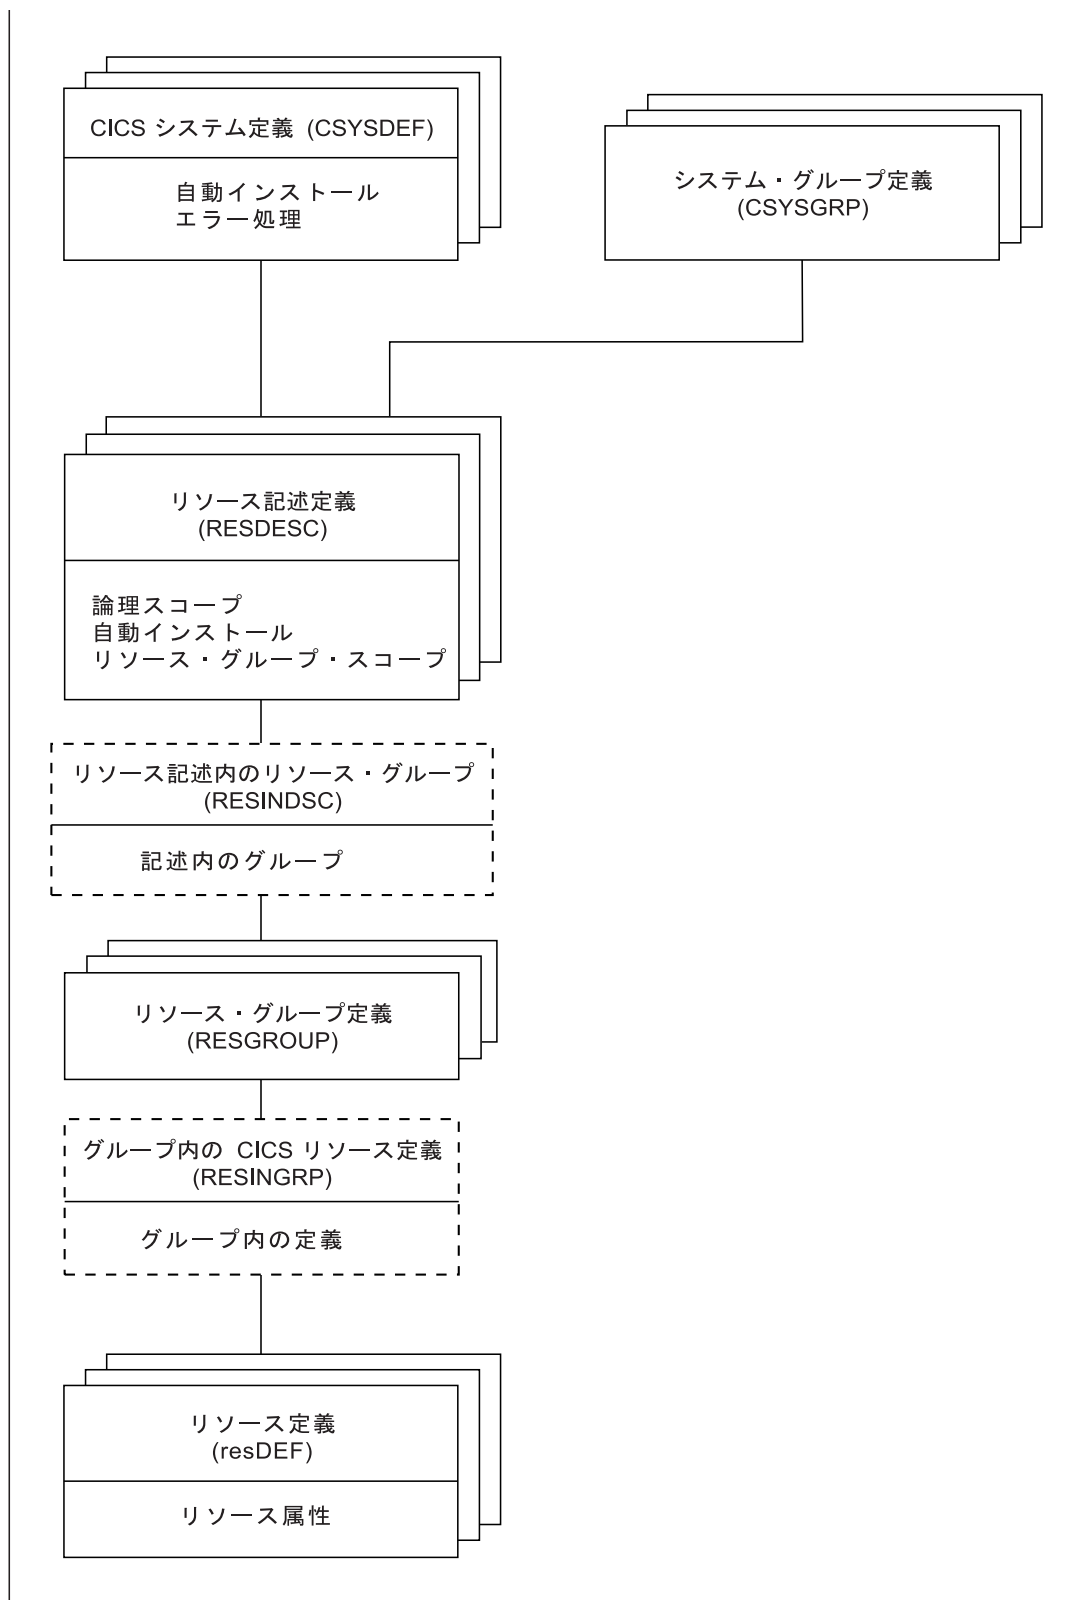 CICS システム定義 (CSYSDEF)
自動インストール
エラー処理
システム・グループ定義
(CSYSGRP)
リソース記述定義
(RESDESC)
論理スコープ
自動インストール
リソース・グループ・スコープ
リソース記述内のリソース・グループ
(RESINDSC)
記述内のグループ
リソース・グループ定義
(RESGROUP)
グループ内の CICS リソース定義
(RESINGRP)
グループ内の定義
リソース定義
(resDEF)
リソース属性